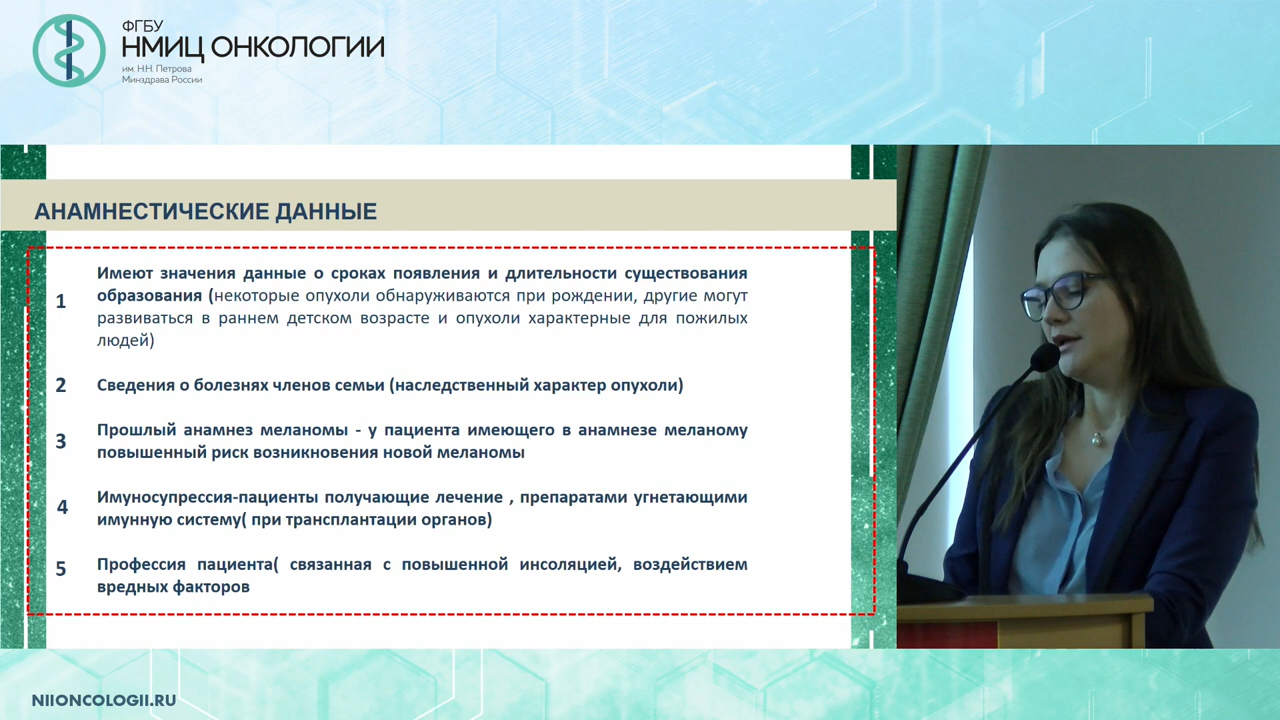 ФГБУ
НМИЦ ОНКОЛОГИИ
им. Н.Н. Петрова
Минздрава России
АНАМНЕСТИЧЕСКИЕ ДАННЫЕ
1
Имеют значения данные о сроках появления и длительности существования
образования (некоторые опухоли обнаруживаются при рождении, другие могут
развиваться в раннем детском возрасте и опухоли характерные для пожилых
людей)
2
Сведения о болезнях членов семьи (наследственный характер опухоли)
3
Прошлый анамнез меланомы - у пациента имеющего в анамнезе меланому
повышенный риск возникновения новой меланомы
4
Имуносупрессия-пациенты получающие лечение , препаратами угнетающими
имунную систему( при трансплантации органов)
5
Профессия пациента( связанная с повышенной инсоляцией, воздействием
вредных факторов
NIIONCOLOGII.RU